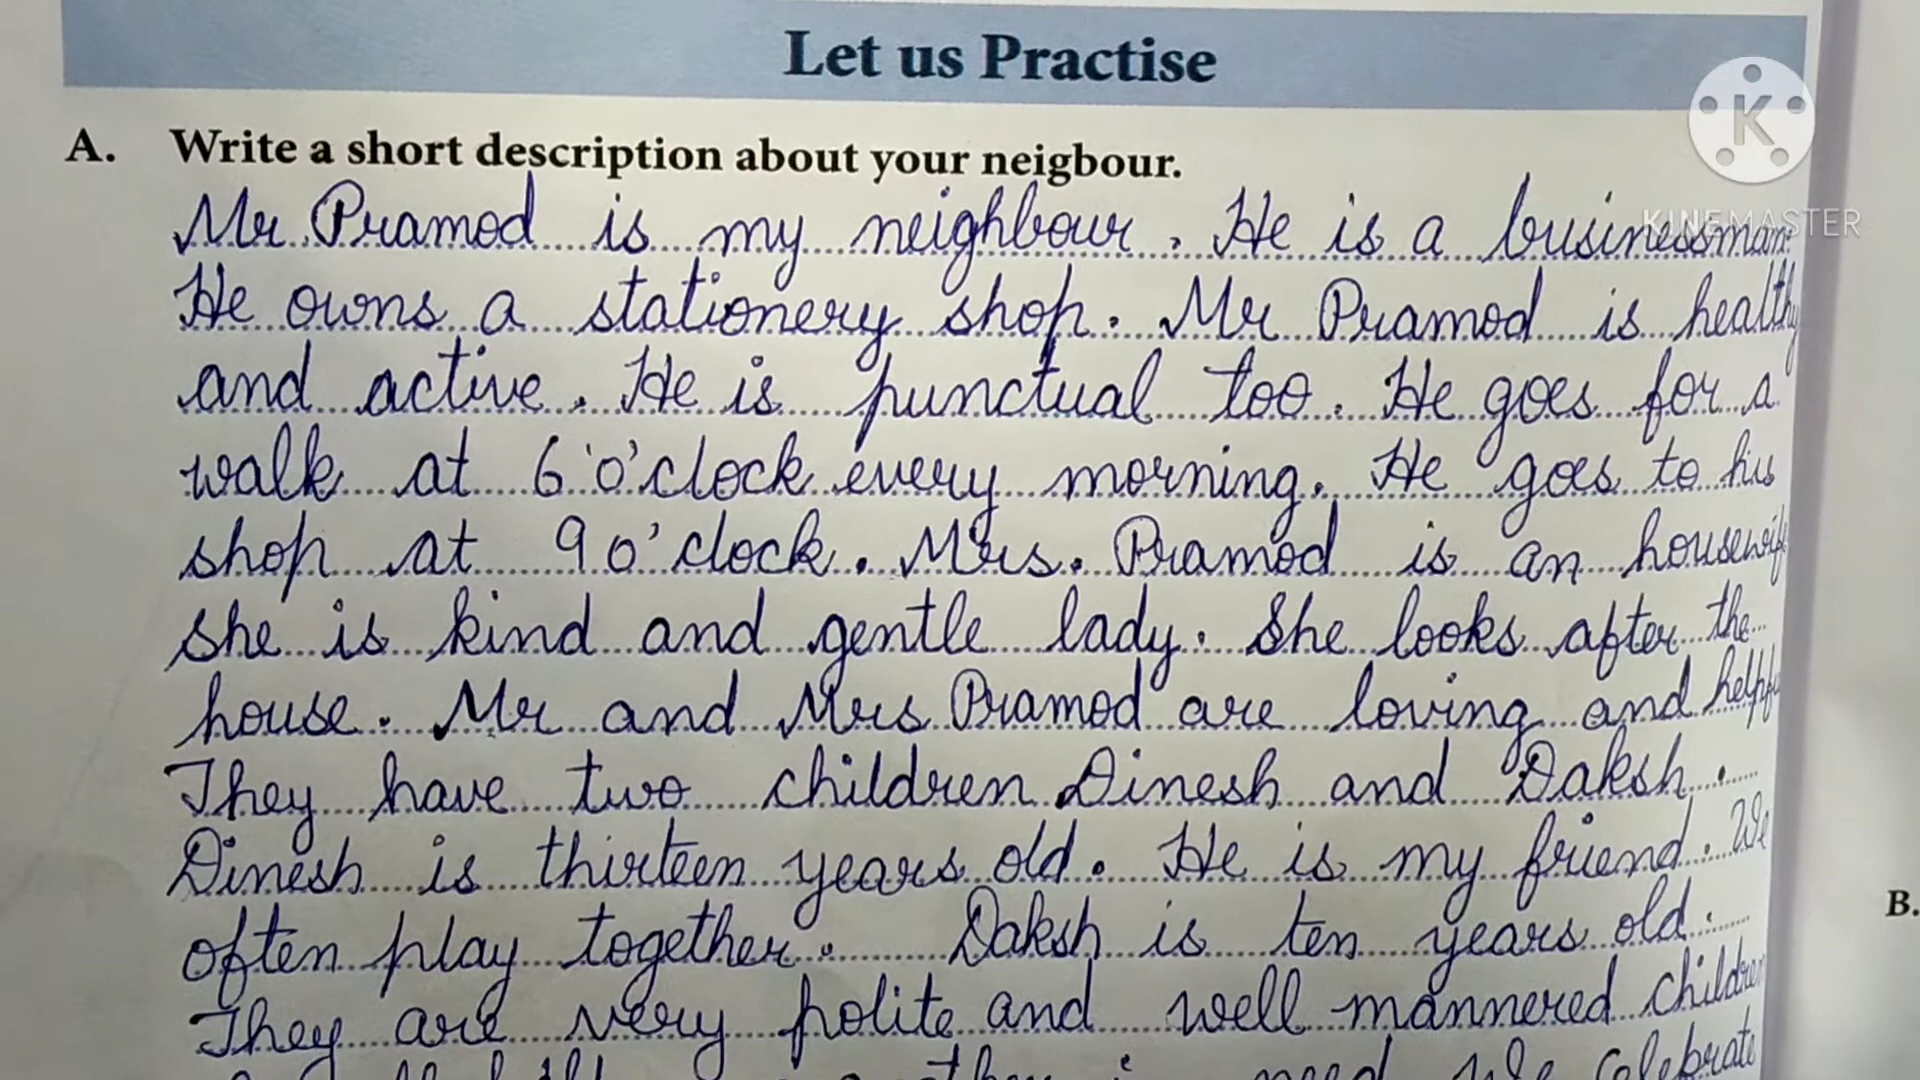 Let us Practise
K
KINEMASTER
A. Write a short description about your neigbour.
Mr Pramod is my neighbour. He is a businessman.
He owns a stationery shop. Mr Pramod is healthy
and active. He is punctual too. He goes for a
walk at 6 o'clock every morning. He goes to his
shop at 9 o'clock. Mrs. Pramod is an housewife
she is kind and gentle lady. She looks after the
house. Mr and Mrs Pramod are loving and helpful
They have two children Dinesh and Daksh.
Dinesh is thirteen years old. He is my friend. We
often play together. Daksh is ten years old.
B.
They are very polite and well mannered children
need We celebrate